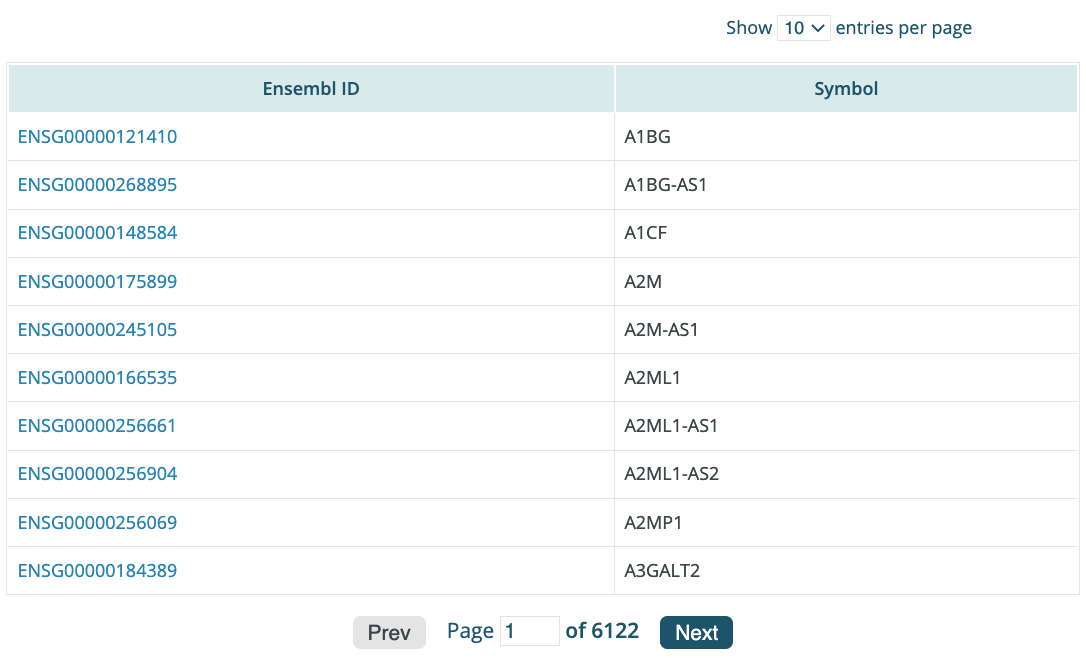 Show 10 entries per page
Ensembl ID Symbol
ENSG00000121410 A1BG
ENSG00000268895 A1BG-AS1
ENSG00000148584 A1CF
ENSG00000175899 A2M
ENSG00000245105 A2M-AS1
ENSG00000166535 A2ML1
ENSG00000256661 A2ML1-AS1
ENSG00000256904 A2ML1-AS2
ENSG00000256069 A2MP1
ENSG00000184389 A3GALT2
Prev Page 1 of 6122 Next